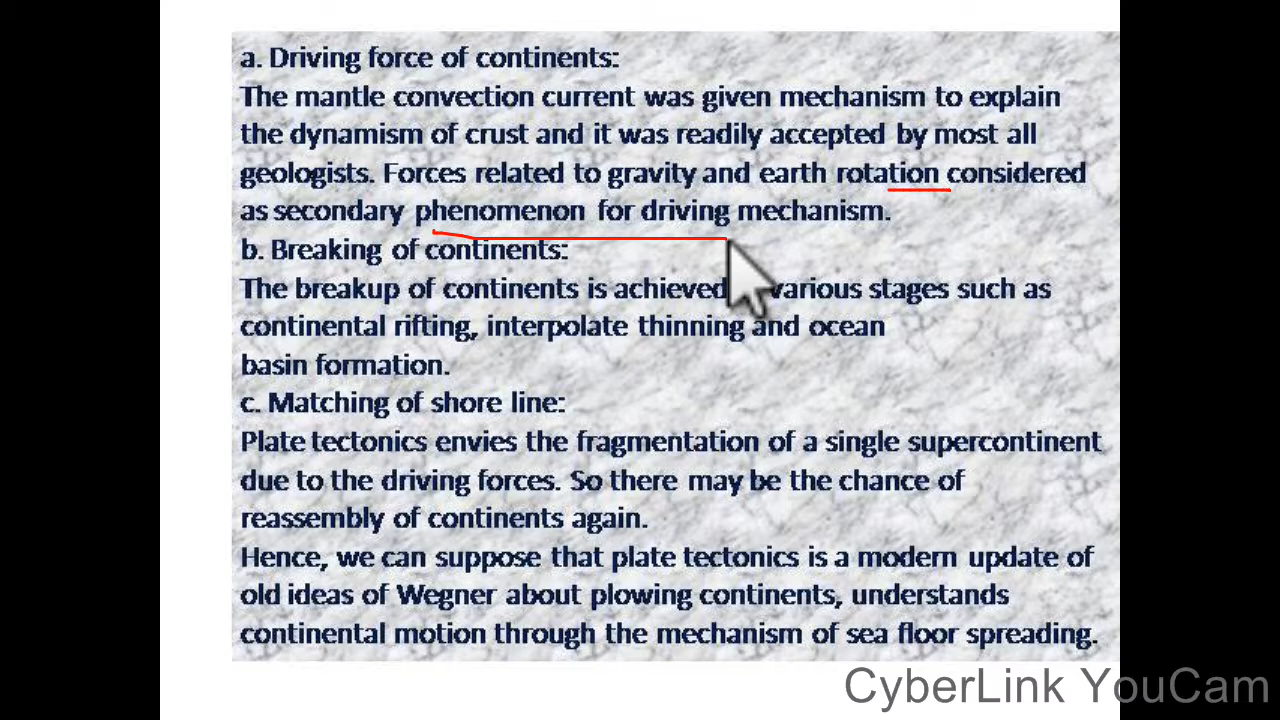 a. Driving force of continents:
The mantle convection current was given mechanism to explain
the dynamism of crust and it was readily accepted by most all
geologists. Forces related to gravity and earth rotation considered
as secondary phenomenon for driving mechanism.
b. Breaking of continents:
The breakup of continents is achieved various stages such as
continental rifting, interpolate thinning and ocean
basin formation.
c. Matching of shore line:
Plate tectonics envies the fragmentation of a single supercontinent
due to the driving forces. So there may be the chance of
reassembly of continents again.
Hence, we can suppose that plate tectonics is a modern update of
old ideas of Wegner about plowing continents, understands
continental motion through the mechanism of sea floor spreading.
CyberLink YouCam